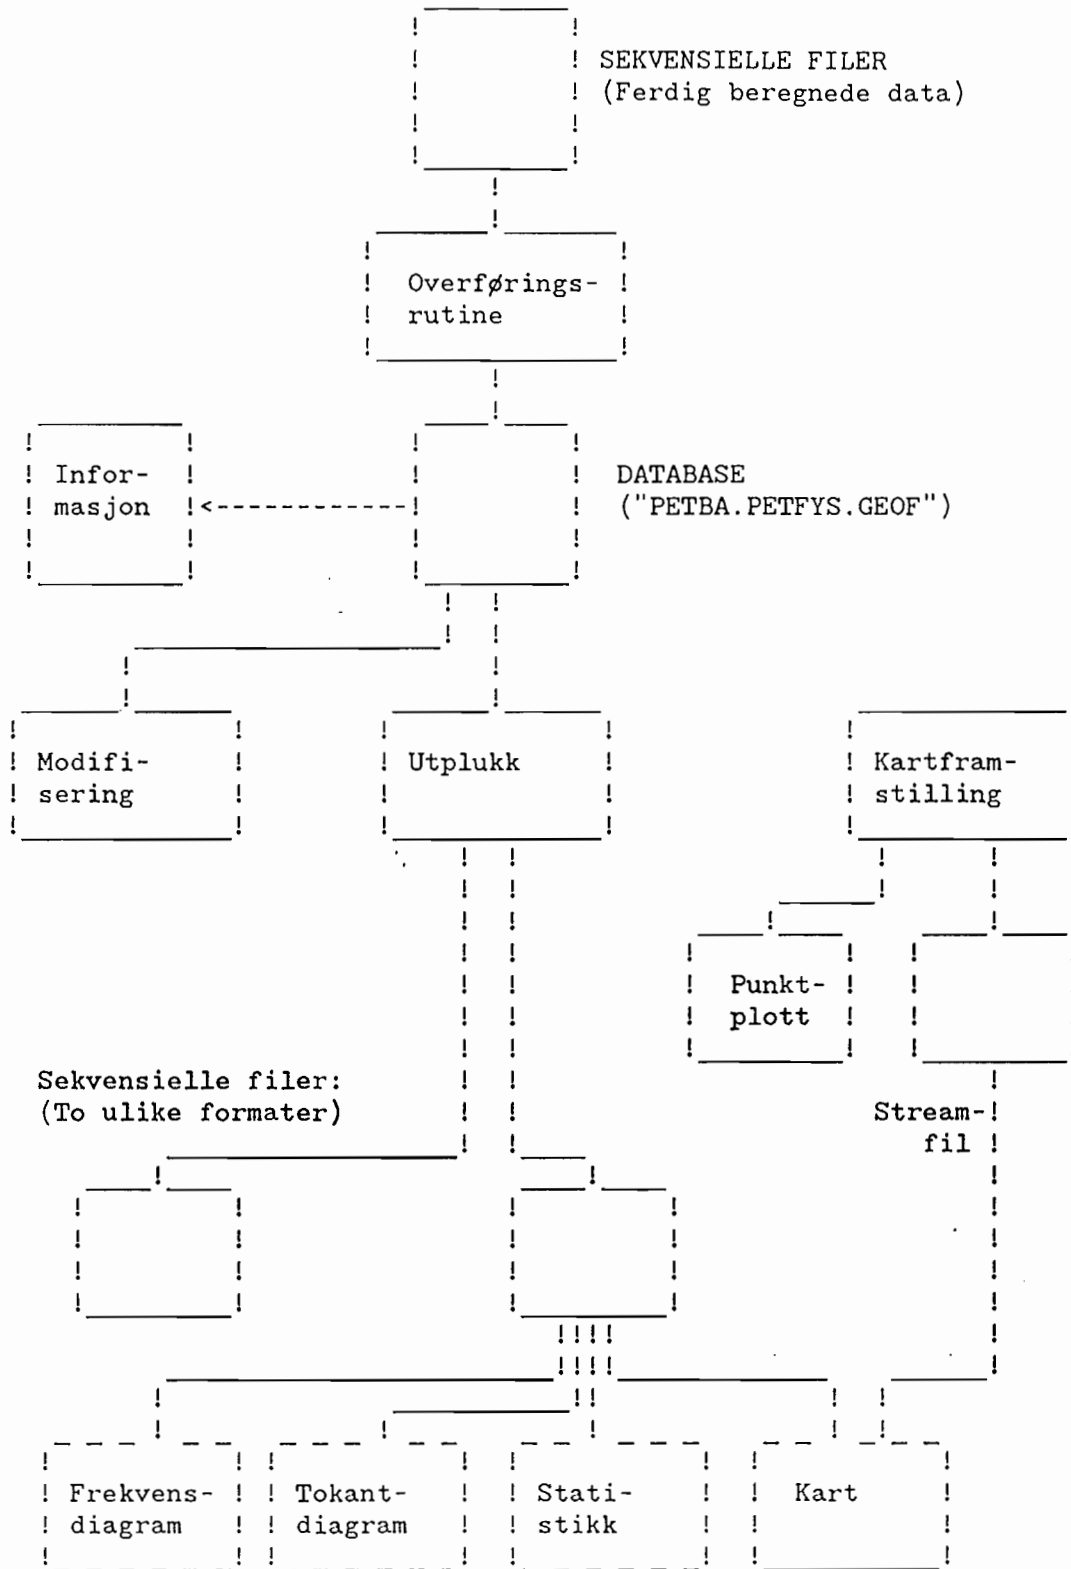 SEKVENSIELLE FILER
(Ferdig beregnede data)
Overførings-
rutine
Infor-
masjon
DATABASE
("PETBA.PETFYS.GEOF")
Modifi-
sering
Utplukk
Kartfram-
stilling
Punkt-
plott
Sekvensielle filer:
(To ulike formater)
Stream-
fil
Frekvens-
diagram
Tokant-
diagram
Stati-
stikk
Kart